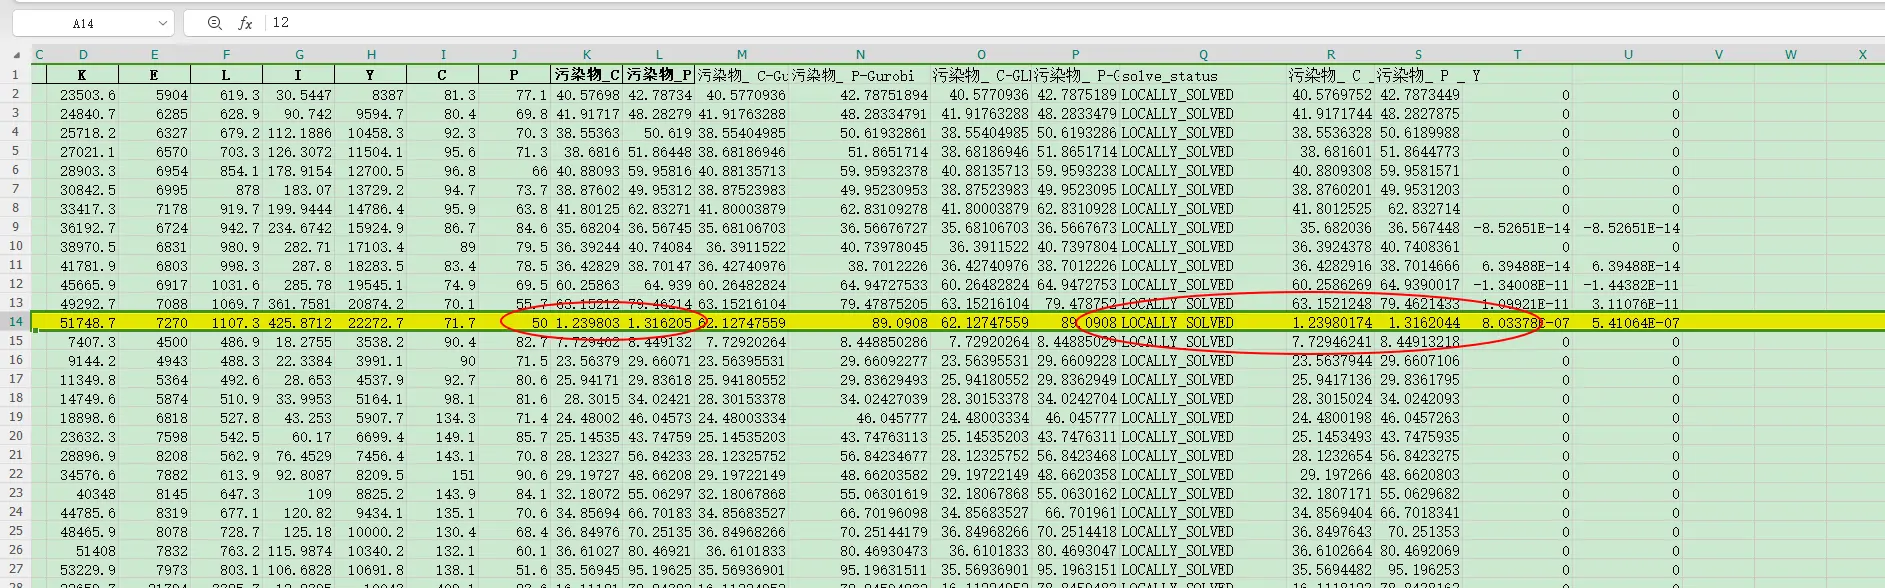 A14 fx 12
C D E F G H I J K L M N O P Q R S T U V W X
1 K E L I Y C P 污染物_C 污染物_P 污染物_ C-Gu 污染物_ P-Gurobi 污染物_ C-GLI 污染物_ P-G solve_status 污染物_ C _ 污染物_ P _ Y
2 23503.6 5904 619.3 30.5447 8387 81.3 77.1 40.57698 42.78734 40.5770936 42.78751894 40.5770936 42.7875189 LOCALLY_SOLVED 40.5769752 42.7873449 0 0
3 24840.7 6285 628.9 90.742 9594.7 80.4 69.8 41.91717 48.28279 41.91763288 48.28334791 41.91763288 48.2833479 LOCALLY_SOLVED 41.9171744 48.2827875 0 0
4 25718.2 6327 679.2 112.1886 10458.3 92.3 70.3 38.55363 50.619 38.55404985 50.61932861 38.55404985 50.6193286 LOCALLY_SOLVED 38.5536328 50.6189988 0 0
5 27021.1 6570 703.3 126.3072 11504.1 95.6 71.3 38.6816 51.86448 38.68186946 51.8651714 38.68186946 51.8651714 LOCALLY_SOLVED 38.681601 51.8644773 0 0
6 28903.3 6954 854.1 178.9154 12700.5 96.8 66 40.88093 59.95816 40.88135713 59.95932378 40.88135713 59.9593238 LOCALLY_SOLVED 40.8809308 59.9581571 0 0
7 30842.5 6995 878 183.07 13729.2 94.7 73.7 38.87602 49.95312 38.87523983 49.95230953 38.87523983 49.9523095 LOCALLY_SOLVED 38.8760201 49.9531203 0 0
8 33417.3 7178 919.7 199.9444 14786.4 95.9 63.8 41.80125 62.83271 41.80003879 62.83109278 41.80003879 62.8310928 LOCALLY_SOLVED 41.8012525 62.832714 0 0
9 36192.7 6724 942.7 234.6742 15924.9 86.7 84.6 35.68204 36.56745 35.68106703 36.56676727 35.68106703 36.5667673 LOCALLY_SOLVED 35.682036 36.567448 -8.52651E-14 -8.52651E-14
10 38970.5 6831 980.9 282.71 17103.4 89 79.5 36.39244 40.74084 36.3911522 40.73978045 36.3911522 40.7397804 LOCALLY_SOLVED 36.3924378 40.7408361 0 0
11 41781.9 6803 998.3 287.8 18283.5 83.4 78.5 36.42829 38.70147 36.42740976 38.7012226 36.42740976 38.7012226 LOCALLY_SOLVED 36.4282916 38.7014666 6.39488E-14 6.39488E-14
12 45665.9 6917 1031.6 285.78 19545.1 74.9 69.5 60.25863 64.939 60.26482824 64.94727533 60.26482824 64.9472753 LOCALLY_SOLVED 60.2586269 64.9390017 -1.34008E-11 -1.44382E-11
13 49292.7 7088 1069.7 361.7581 20874.2 70.1 55.7 63.15212 79.46214 63.15216104 79.47875205 63.15216104 79.478752 LOCALLY_SOLVED 63.1521248 79.4621433 1.09921E-11 3.11076E-11
14 51748.7 7270 1107.3 425.8712 22272.7 71.7 50 1.239803 1.316205 62.12747559 89.0908 62.12747559 89.0908 LOCALLY_SOLVED 1.23980174 1.3162044 8.03378E-07 5.41064E-07
15 7407.3 4500 486.9 18.2755 3538.2 90.4 82.7 7.729462 8.449132 7.72920264 8.448850286 7.72920264 8.44885029 LOCALLY_SOLVED 7.72946241 8.44913218 0 0
16 9144.2 4943 488.3 22.3384 3991.1 90 71.5 23.56379 29.66071 23.56395531 29.66092277 23.56395531 29.6609228 LOCALLY_SOLVED 23.5637944 29.6607106 0 0
17 11349.8 5364 492.6 28.653 4537.9 92.7 80.6 25.94171 29.83618 25.94180552 29.83629493 25.94180552 29.8362949 LOCALLY_SOLVED 25.9417136 29.8361795 0 0
18 14749.6 5874 510.9 33.9953 5164.1 98.1 81.6 28.3015 34.02421 28.30153378 34.02427039 28.30153378 34.0242704 LOCALLY_SOLVED 28.3015024 34.0242093 0 0
19 18898.6 6818 527.8 43.253 5907.7 134.3 71.4 24.48002 46.04573 24.48003334 46.045777 24.48003334 46.045777 LOCALLY_SOLVED 24.4800198 46.0457263 0 0
20 23632.3 7598 542.5 60.17 6699.4 149.1 85.7 25.14535 43.74759 25.14535203 43.74763113 25.14535203 43.7476311 LOCALLY_SOLVED 25.1453493 43.7475935 0 0
21 28896.9 8208 562.9 76.4529 7456.4 143.1 70.8 28.12327 56.84233 28.12325752 56.84234677 28.12325752 56.8423468 LOCALLY_SOLVED 28.1232654 56.8423275 0 0
22 34576.6 7882 613.9 92.8087 8209.5 151 90.6 29.19727 48.66208 29.19722149 48.66203582 29.19722149 48.6620358 LOCALLY_SOLVED 29.197266 48.6620803 0 0
23 40348 8145 647.3 109 8825.2 143.9 84.1 32.18072 55.06297 32.18067868 55.06301619 32.18067868 55.0630162 LOCALLY_SOLVED 32.1807171 55.0629682 0 0
24 44785.6 8319 677.1 120.82 9434.1 135.1 70.6 34.85694 66.70183 34.85683527 66.70196098 34.85683527 66.701961 LOCALLY_SOLVED 34.8569404 66.7018341 0 0
25 48465.9 8078 728.7 125.18 10000.2 130.4 68.4 36.84976 70.25135 36.84968266 70.25144179 36.84968266 70.2514418 LOCALLY_SOLVED 36.8497643 70.251353 0 0
26 51408 7832 763.2 115.9874 10340.2 132.1 60.1 36.61027 80.46921 36.6101833 80.46930473 36.6101833 80.4693047 LOCALLY_SOLVED 36.6102664 80.4692069 0 0
27 53229.9 7973 803.1 106.6828 10691.8 138.1 51.6 35.56945 95.19625 35.56936901 95.19631511 35.56936901 95.1963151 LOCALLY_SOLVED 35.5694482 95.196253 0 0